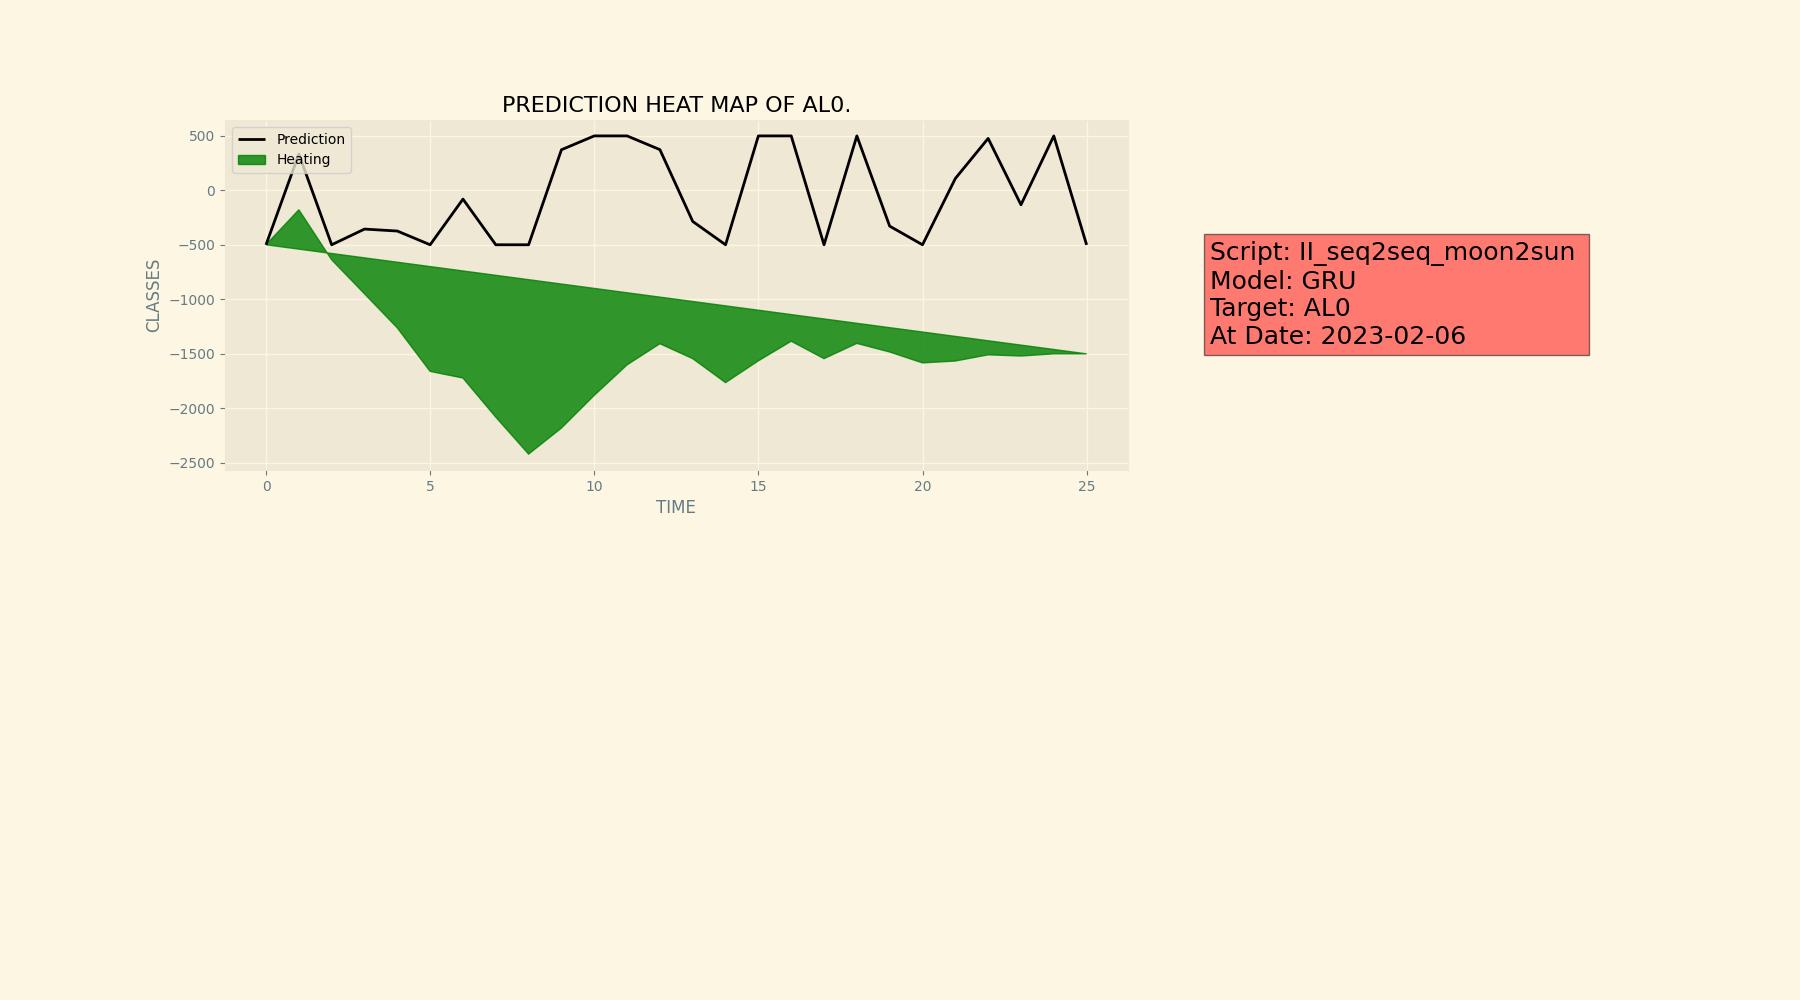 PREDICTION HEAT MAP OF AL0.
Prediction
Heating
500
0
−500
−1000
−1500
−2000
−2500
CLASSES
0 5 10 15 20 25
TIME
Script: II_seq2seq_moon2sun
Model: GRU
Target: AL0
At Date: 2023-02-06